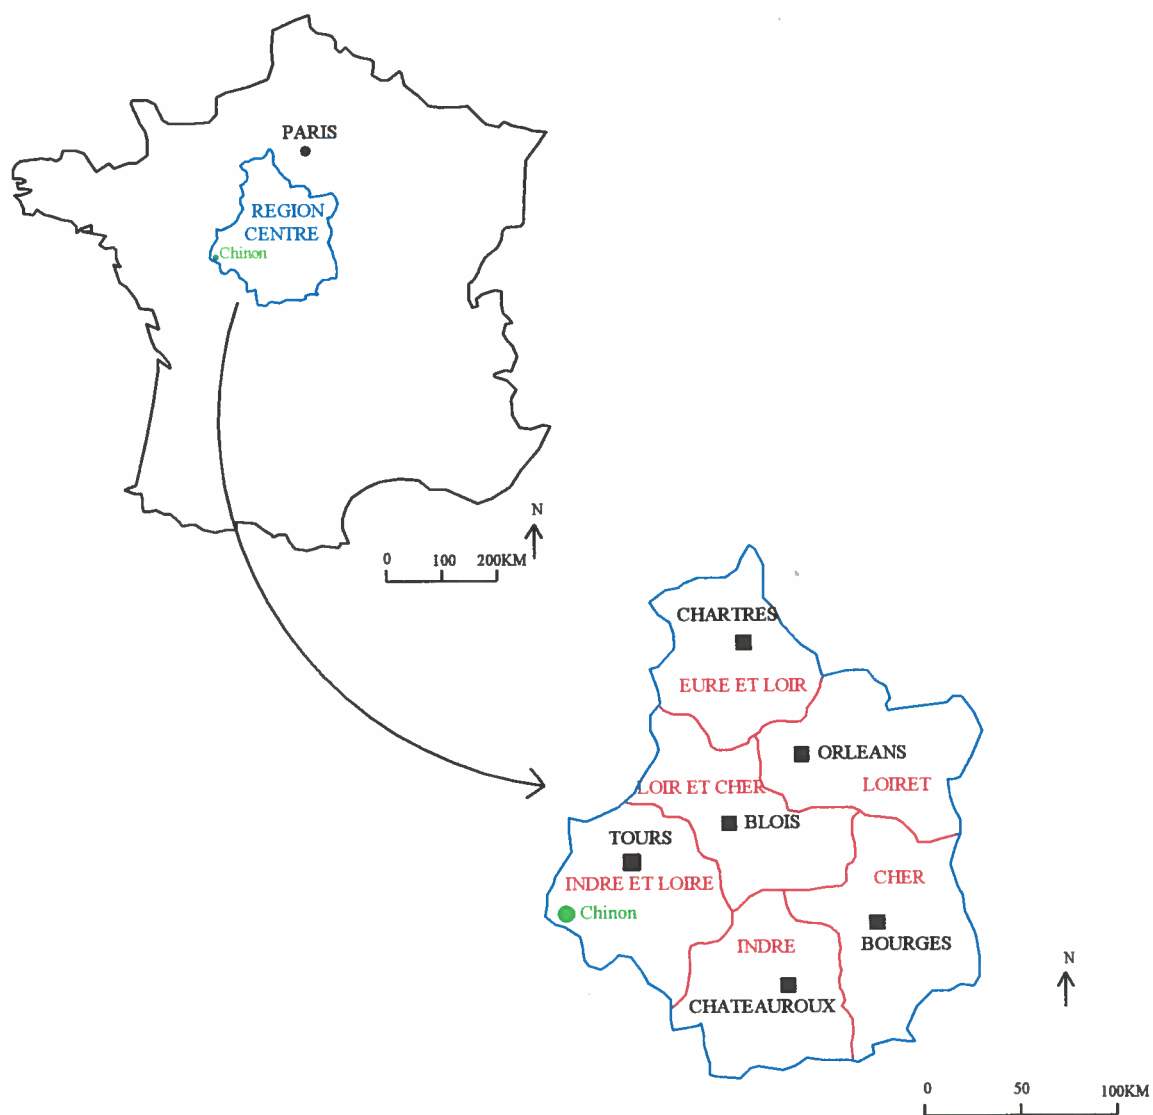 PARIS
REGION
CENTRE
Chinon
N
0 100 200KM
CHARTRES
EURE ET LOIR
ORLEANS
LOIR ET CHER
LOIRET
BLOIS
TOURS
INDRE ET LOIRE
CHER
Chinon
BOURGES
INDRE
CHATEAUROUX
N
0 50 100KM